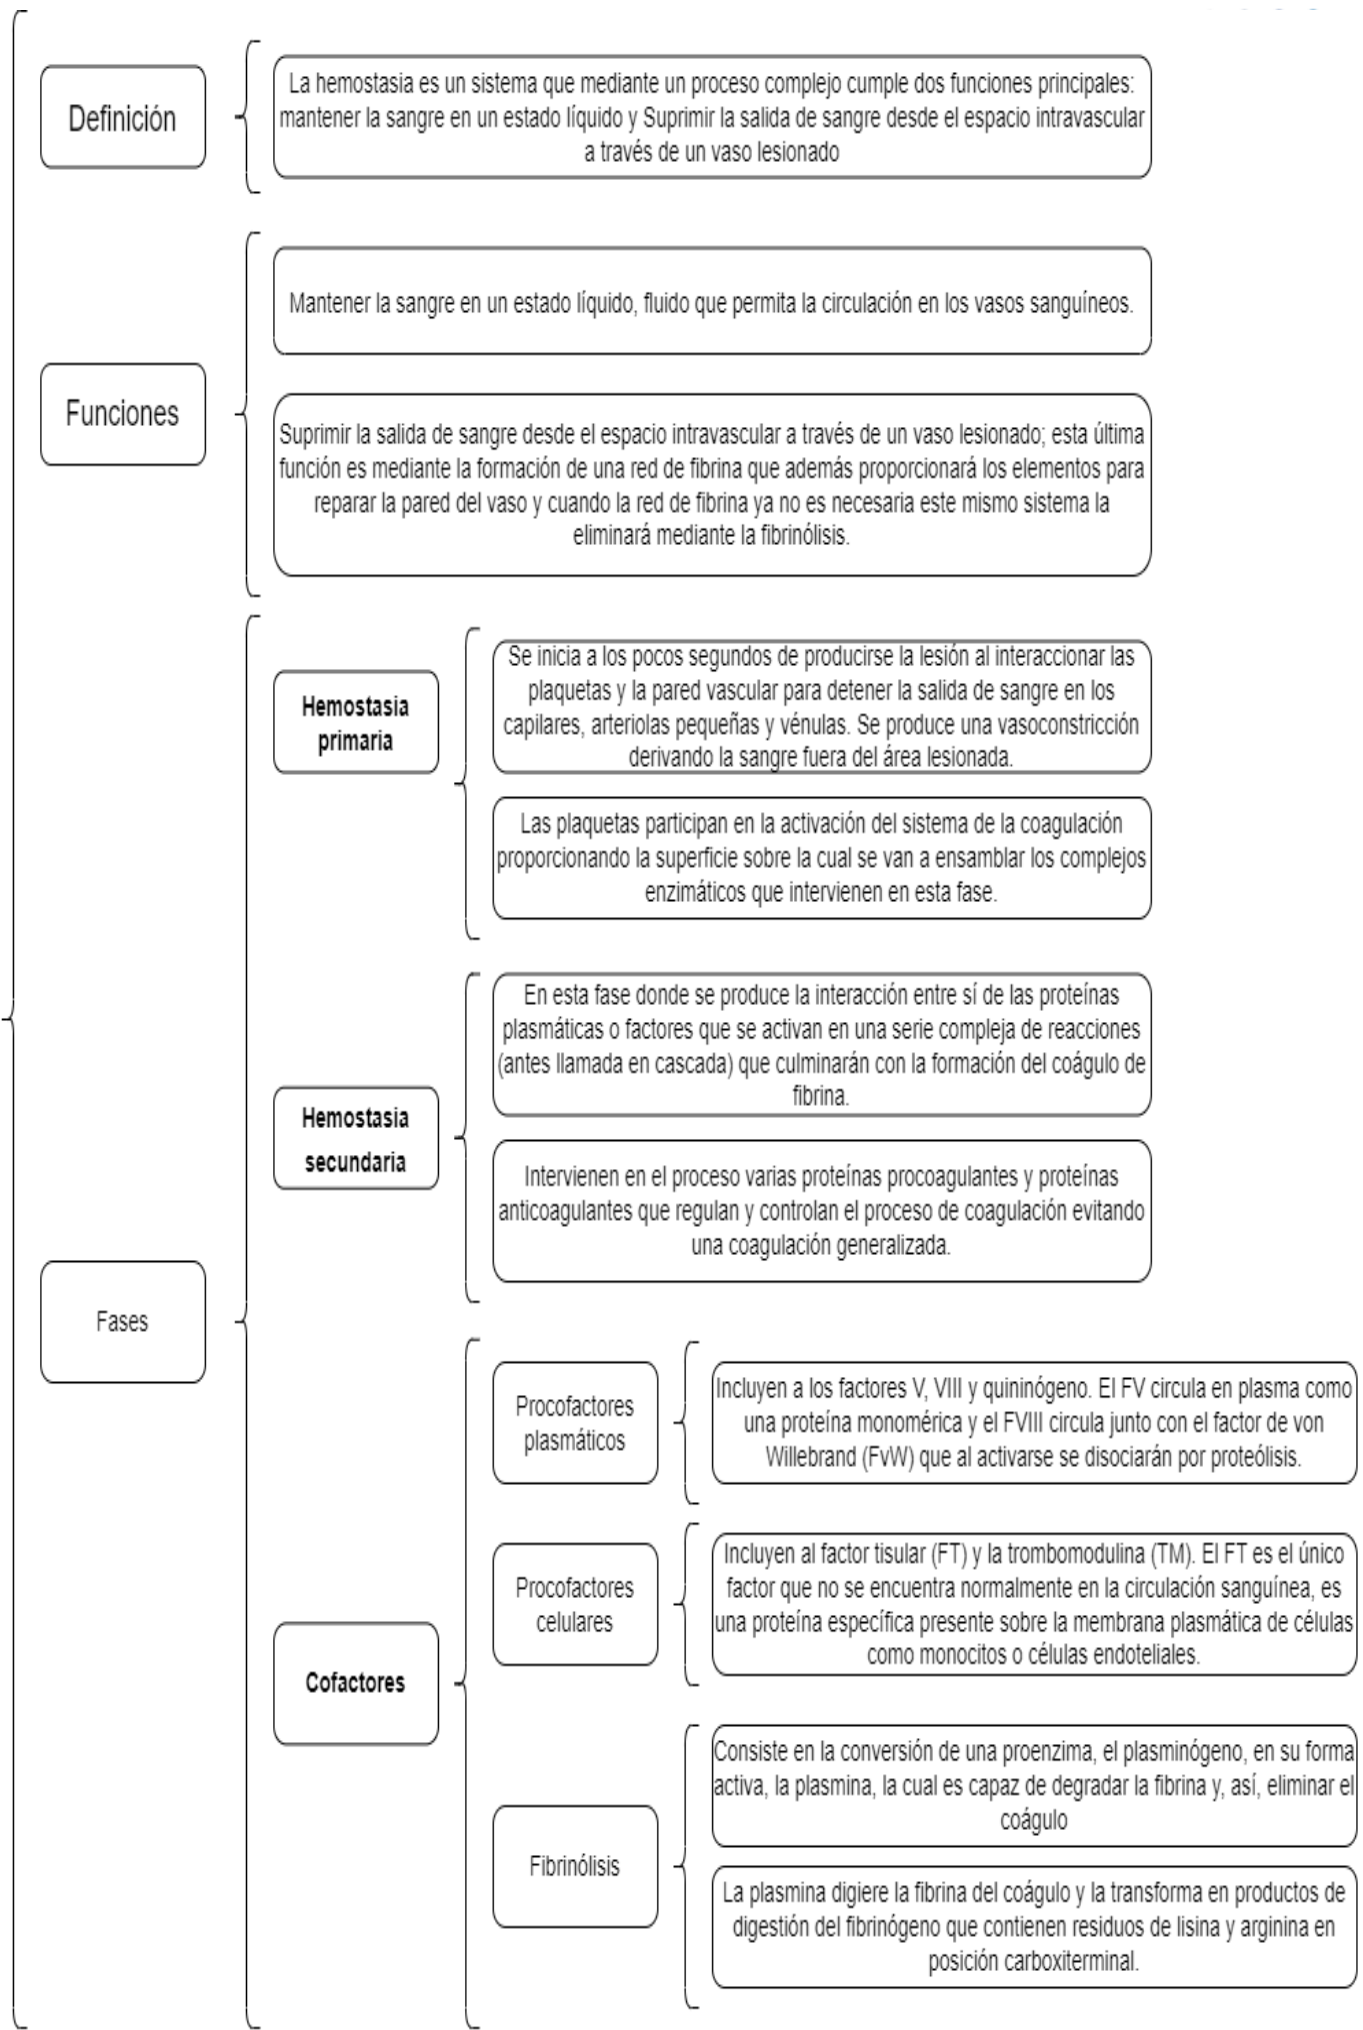 Definición
La hemostasia es un sistema que mediante un proceso complejo cumple dos funciones principales:
mantener la sangre en un estado líquido y Suprimir la salida de sangre desde el espacio intravascular
a través de un vaso lesionado
Funciones
Mantener la sangre en un estado líquido, fluido que permita la circulación en los vasos sanguíneos.
Suprimir la salida de sangre desde el espacio intravascular a través de un vaso lesionado; esta última
función es mediante la formación de una red de fibrina que además proporcionará los elementos para
reparar la pared del vaso y cuando la red de fibrina ya no es necesaria este mismo sistema la
eliminará mediante la fibrinólisis.
Fases
Hemostasia
primaria
Se inicia a los pocos segundos de producirse la lesión al interaccionar las
plaquetas y la pared vascular para detener la salida de sangre en los
capilares, arteriolas pequeñas y vénulas. Se produce una vasoconstricción
derivando la sangre fuera del área lesionada.
Las plaquetas participan en la activación del sistema de la coagulación
proporcionando la superficie sobre la cual se van a ensamblar los complejos
enzimáticos que intervienen en esta fase.
Hemostasia
secundaria
En esta fase donde se produce la interacción entre sí de las proteínas
plasmáticas o factores que se activan en una serie compleja de reacciones
(antes llamada en cascada) que culminarán con la formación del coágulo de
fibrina.
Intervienen en el proceso varias proteínas procoagulantes y proteínas
anticoagulantes que regulan y controlan el proceso de coagulación evitando
una coagulación generalizada.
Cofactores
Procofactores
plasmáticos
Incluyen a los factores V, VIII y quininógeno. El FV circula en plasma como
una proteína monomérica y el FVIII circula junto con el factor de von
Willebrand (FvW) que al activarse se disociarán por proteólisis.
Procofactores
celulares
Incluyen al factor tisular (FT) y la trombomodulina (TM). El FT es el único
factor que no se encuentra normalmente en la circulación sanguínea, es
una proteína específica presente sobre la membrana plasmática de células
como monocitos o células endoteliales.
Fibrinólisis
Consiste en la conversión de una proenzima, el plasminógeno, en su forma
activa, la plasmina, la cual es capaz de degradar la fibrina y, así, eliminar el
coágulo
La plasmina digiere la fibrina del coágulo y la transforma en productos de
digestión del fibrinógeno que contienen residuos de lisina y arginina en
posición carboxiterminal.